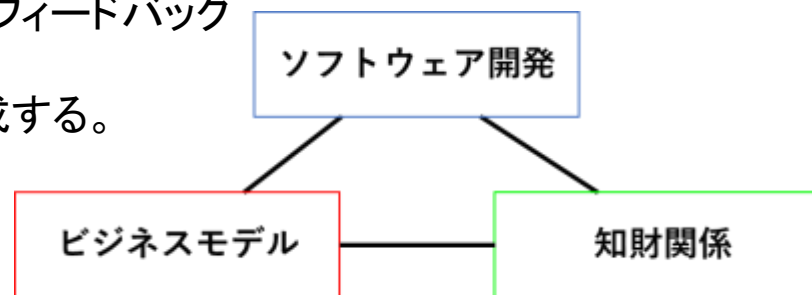 フィードバック
ソフトウェア開発
成する。
ビジネスモデル
知財関係